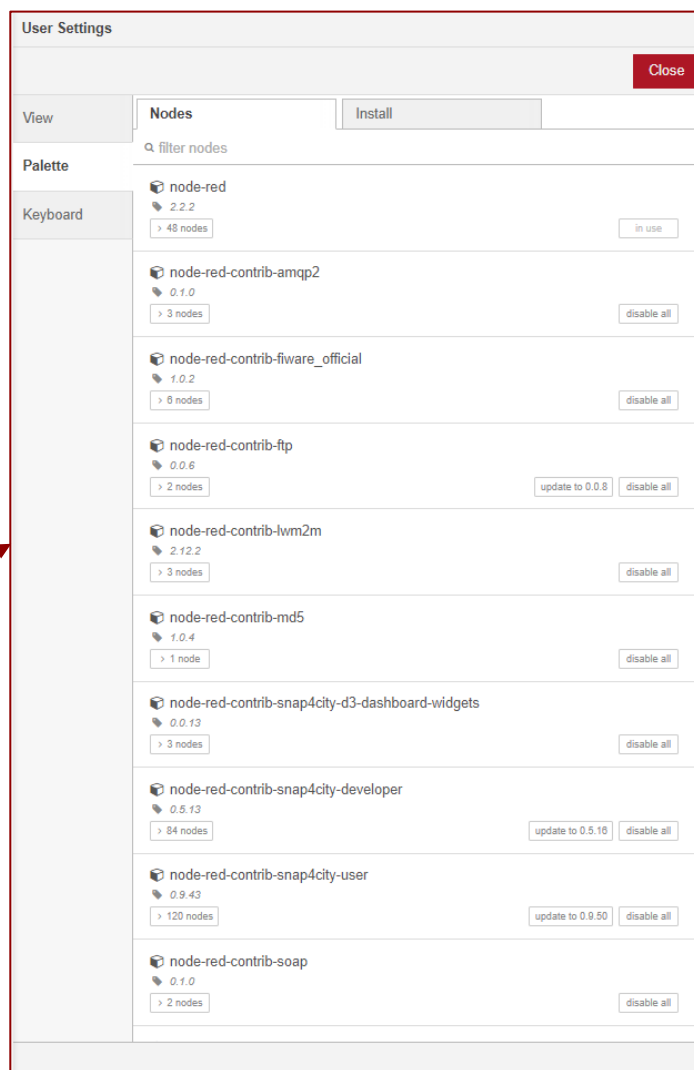 User Settings
Close
View
Palette
Keyboard
Nodes
Install
filter nodes
node-red
2.2.2
> 48 nodes
in use
node-red-contrib-amqp2
0.1.0
> 3 nodes
disable all
node-red-contrib-fiware_official
1.0.2
> 6 nodes
disable all
node-red-contrib-ftp
0.0.6
> 2 nodes
update to 0.0.8
disable all
node-red-contrib-lwm2m
2.12.2
> 3 nodes
disable all
node-red-contrib-md5
1.0.4
> 1 node
disable all
node-red-contrib-snap4city-d3-dashboard-widgets
0.0.13
> 3 nodes
disable all
node-red-contrib-snap4city-developer
0.5.13
> 84 nodes
update to 0.5.16
disable all
node-red-contrib-snap4city-user
0.9.43
> 120 nodes
update to 0.9.50
disable all
node-red-contrib-soap
0.1.0
> 2 nodes
disable all